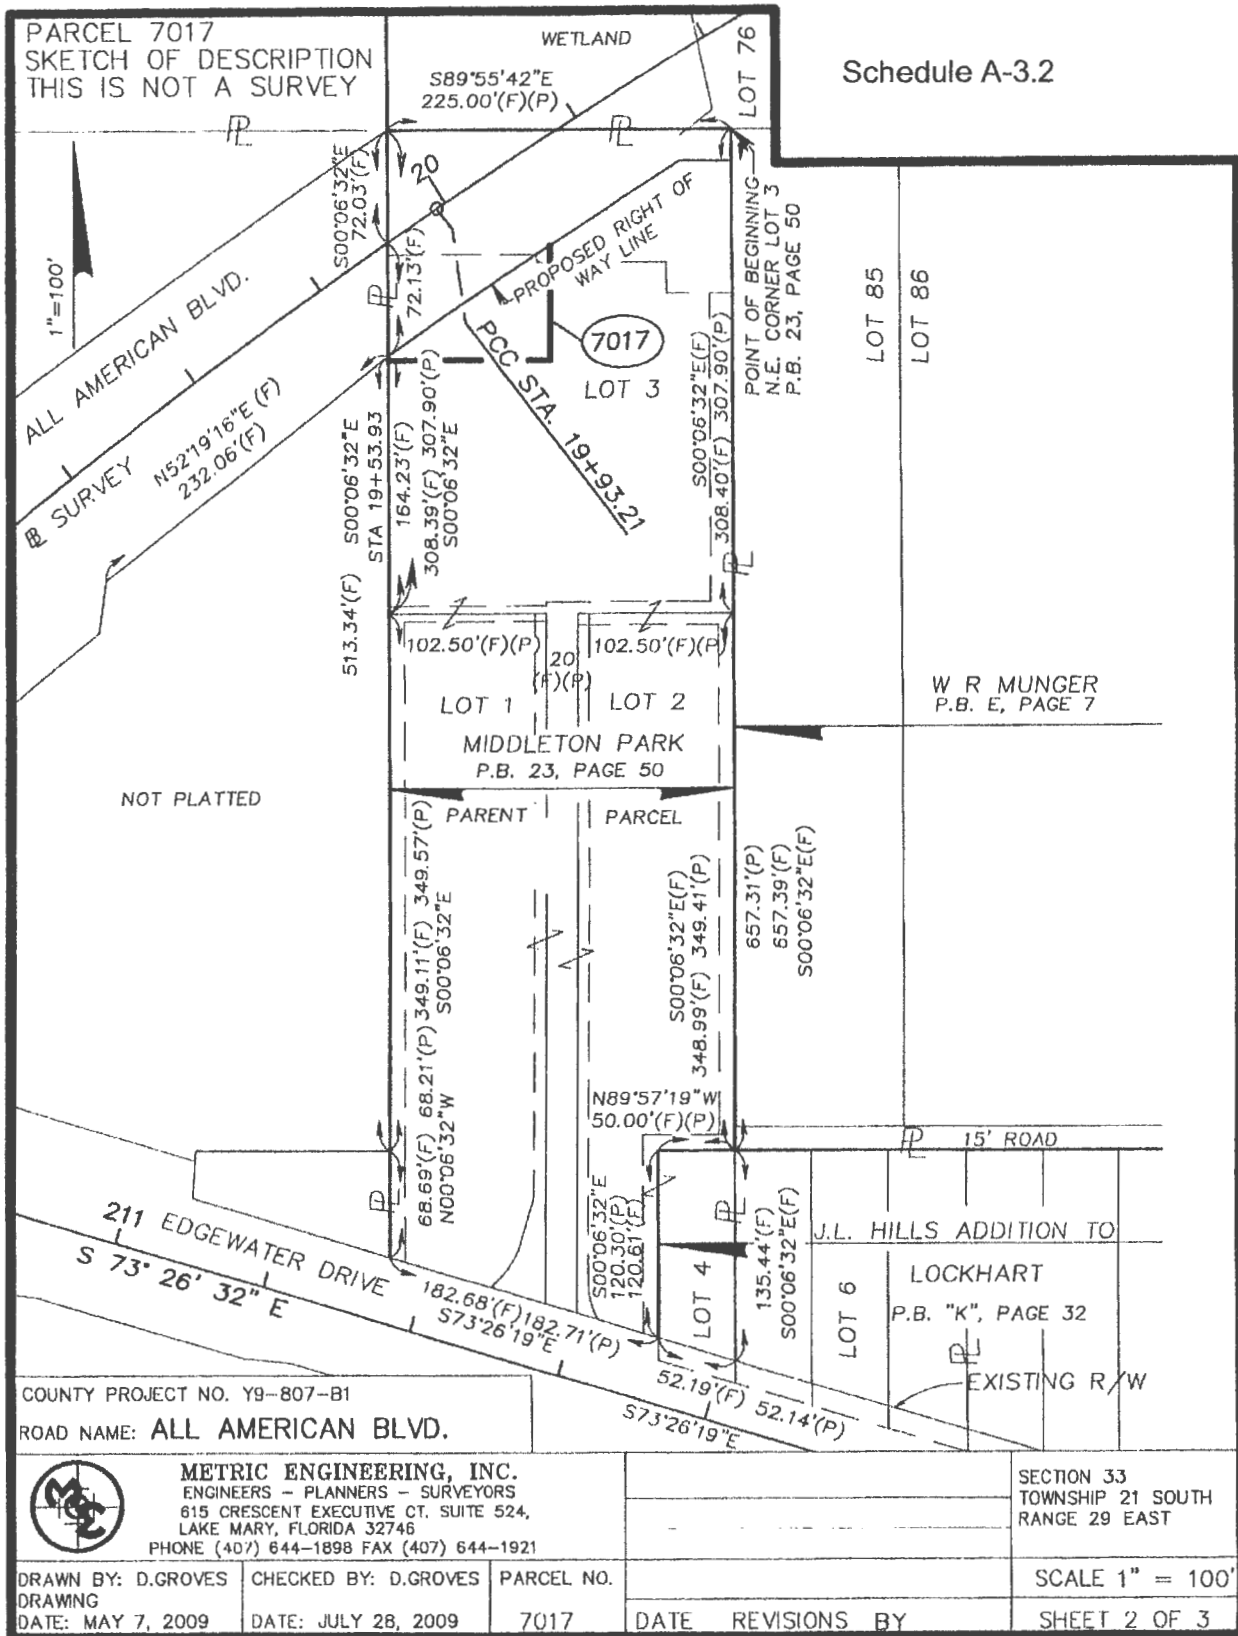 PARCEL 7017
SKETCH OF DESCRIPTION
THIS IS NOT A SURVEY
Schedule A-3.2
WETLAND
LOT 76
S89°55'42"E
225.00'(F)(P)
PL
PL
1"=100'
S00°06'32"E
72.03'(F)
20
72.13'(F)
PL
PROPOSED RIGHT OF
WAY LINE
POINT OF BEGINNING
N.E. CORNER LOT 3
P.B. 23, PAGE 50
LOT 85
LOT 86
ALL AMERICAN BLVD.
BL SURVEY
N52°19'16"E (F)
232.06'(F)
7017
LOT 3
PCC STA. 19+93.21
S00°06'32"E(F)
308.40'(F) 307.90'(P)
513.34'(F) S00°06'32"E
STA 19+53.93
164.23'(F)
308.39'(F) 307.90'(P)
S00°06'32"E
PL
102.50'(F)(P)
20
(F)(P)
102.50'(F)(P)
LOT 1
LOT 2
MIDDLETON PARK
P.B. 23, PAGE 50
W R MUNGER
P.B. E, PAGE 7
NOT PLATTED
PARENT
PARCEL
68.69'(F) 68.21'(P) 349.11'(F) 349.57'(P)
N00°06'32"W
S00°06'32"E
S00°06'32"E(F)
348.99'(F) 349.41'(P)
657.31'(P)
657.39'(F)
S00°06'32"E(F)
N89°57'19"W
50.00'(F)(P)
PL
15' ROAD
PL
PL
S00°06'32"E
120.30'(P)
120.61'(F)
LOT 4
135.44'(F)
S00°06'32"E(F)
J.L. HILLS ADDITION TO
LOCKHART
P.B. "K", PAGE 32
LOT 6
PL
EXISTING R/W
211 EDGEWATER DRIVE
S 73° 26' 32" E
182.68'(F)182.71'(P)
S73°26'19"E
52.19'(F) 52.14'(P)
S73°26'19"E
COUNTY PROJECT NO. Y9-807-B1
ROAD NAME: ALL AMERICAN BLVD.
METRIC ENGINEERING, INC.
ENGINEERS - PLANNERS - SURVEYORS
615 CRESCENT EXECUTIVE CT. SUITE 524,
LAKE MARY, FLORIDA 32746
PHONE (407) 644-1898 FAX (407) 644-1921
SECTION 33
TOWNSHIP 21 SOUTH
RANGE 29 EAST
DRAWN BY: D.GROVES
CHECKED BY: D.GROVES
PARCEL NO.
SCALE 1" = 100'
DRAWING
DATE: MAY 7, 2009
DATE: JULY 28, 2009
7017
DATE REVISIONS BY
SHEET 2 OF 3